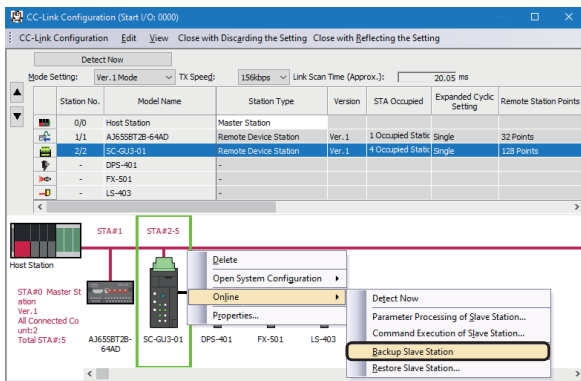 CC-Link Configuration (Start I/O: 0000)
CC-Link Configuration Edit View Close with Discarding the Setting Close with Reflecting the Setting
Detect Now
Mode Setting: Ver.1 Mode TX Speed: 156kbps Link Scan Time (Approx.): 20.05 ms
Station No. Model Name Station Type Version STA Occupied Expanded Cyclic Setting Remote Station Points
0/0 Host Station Master Station
1/1 AJ65SBT2B-64AD Remote Device Station Ver.1 1 Occupied Static Single 32 Points
2/2 SC-GU3-01 Remote Device Station Ver.1 4 Occupied Static Single 128 Points
- DPS-401 -
- FX-501 -
- LS-403 -
STA#1 STA#2-5
Host Station
STA#0 Master St
ation
Ver.1
All Connected Co
unt:2
Total STA#:5
AJ65SBT2B-
64AD
SC-GU3-01 DPS-401 FX-501 LS-403
Delete
Open System Configuration
Online
Properties...
Detect Now
Parameter Processing of Slave Station...
Command Execution of Slave Station...
Backup Slave Station
Restore Slave Station...